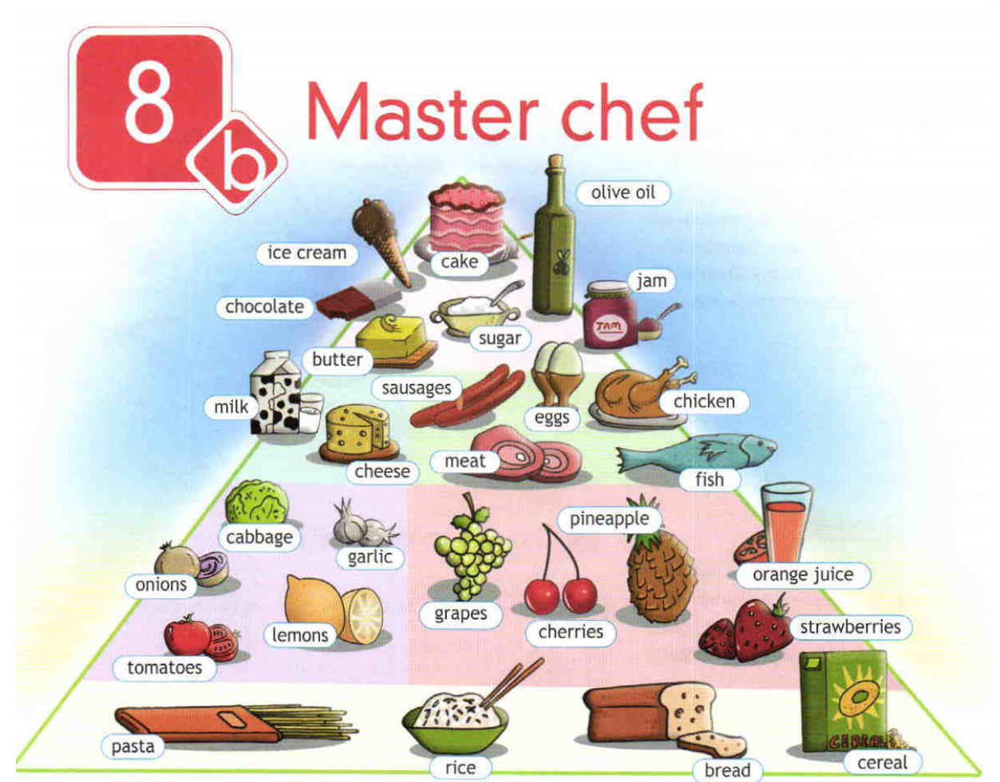 8
b
Master chef
olive oil
ice cream
cake
jam
chocolate
JAM
sugar
butter
sausages
milk
eggs
chicken
cheese
meat
fish
cabbage
garlic
pineapple
onions
orange juice
grapes
lemons
cherries
strawberries
tomatoes
CEREALS
pasta
rice
bread
cereal